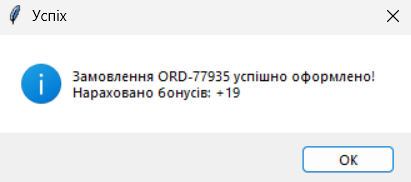 Успіх
Замовлення ORD-77935 успішно оформлено!
Нараховано бонусів: +19
OK